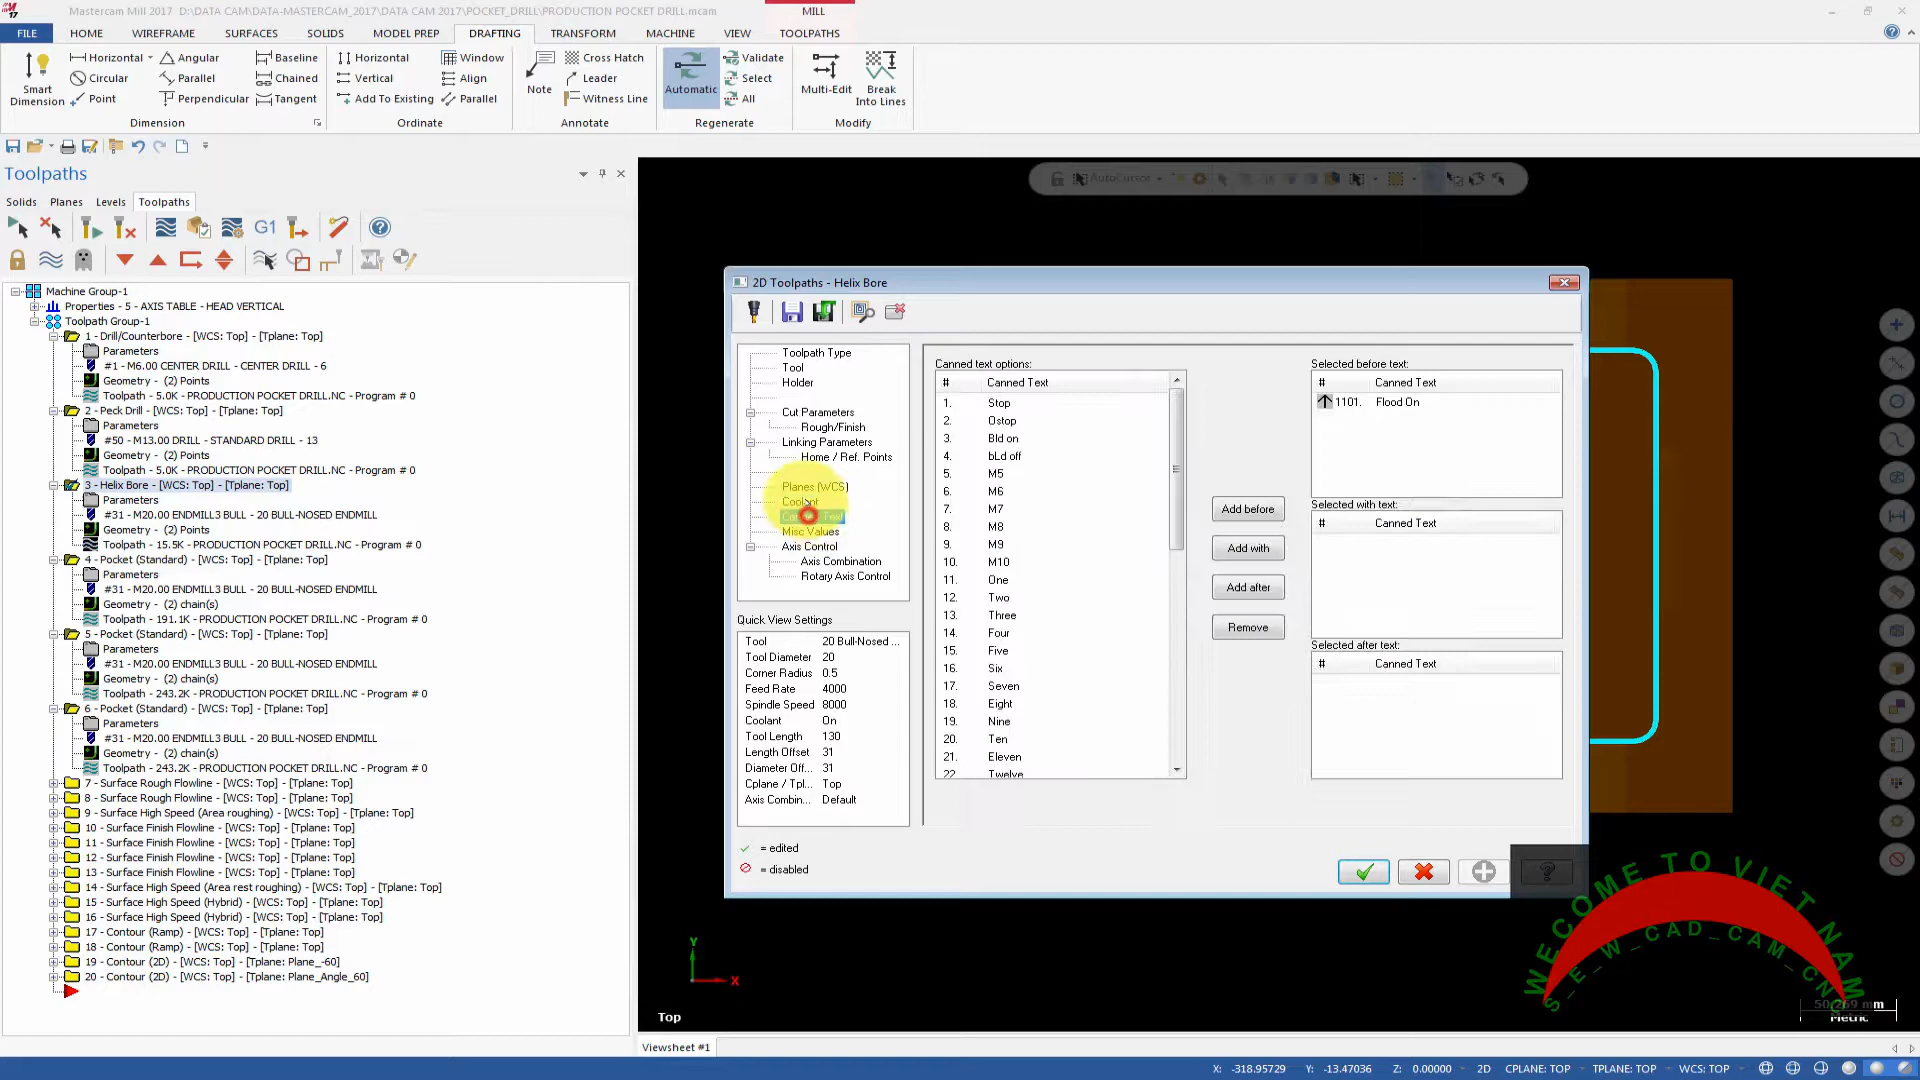 Mastercam Mill 2017  D:\DATA CAM\DATA-MASTERCAM_2017\DATA CAM 2017\POCKET_DRILL\PRODUCTION POCKET DRILL.mcam
MILL
FILE HOME WIREFRAME SURFACES SOLIDS MODEL PREP DRAFTING TRANSFORM MACHINE VIEW TOOLPATHS
Smart Dimension
Horizontal Angular Baseline
Circular Parallel Chained
Point Perpendicular Tangent
Dimension
Horizontal Window
Vertical Align
Add To Existing Parallel
Ordinate
Note
Cross Hatch
Leader
Witness Line
Annotate
Automatic
Validate
Select
All
Regenerate
Multi-Edit
Break Into Lines
Modify
Toolpaths
Solids Planes Levels Toolpaths
G1
AutoCursor
Machine Group-1
Properties - 5 - AXIS TABLE - HEAD VERTICAL
Toolpath Group-1
1 - Drill/Counterbore - [WCS: Top] - [Tplane: Top]
Parameters
#1 - M6.00 CENTER DRILL - CENTER DRILL - 6
Geometry - (2) Points
Toolpath - 5.0K - PRODUCTION POCKET DRILL.NC - Program # 0
2 - Peck Drill - [WCS: Top] - [Tplane: Top]
Parameters
#50 - M13.00 DRILL - STANDARD DRILL - 13
Geometry - (2) Points
Toolpath - 5.0K - PRODUCTION POCKET DRILL.NC - Program # 0
3 - Helix Bore - [WCS: Top] - [Tplane: Top]
Parameters
#31 - M20.00 ENDMILL3 BULL - 20 BULL-NOSED ENDMILL
Geometry - (2) Points
Toolpath - 15.5K - PRODUCTION POCKET DRILL.NC - Program # 0
4 - Pocket (Standard) - [WCS: Top] - [Tplane: Top]
Parameters
#31 - M20.00 ENDMILL3 BULL - 20 BULL-NOSED ENDMILL
Geometry - (2) chain(s)
Toolpath - 191.1K - PRODUCTION POCKET DRILL.NC - Program # 0
5 - Pocket (Standard) - [WCS: Top] - [Tplane: Top]
Parameters
#31 - M20.00 ENDMILL3 BULL - 20 BULL-NOSED ENDMILL
Geometry - (2) chain(s)
Toolpath - 243.2K - PRODUCTION POCKET DRILL.NC - Program # 0
6 - Pocket (Standard) - [WCS: Top] - [Tplane: Top]
Parameters
#31 - M20.00 ENDMILL3 BULL - 20 BULL-NOSED ENDMILL
Geometry - (2) chain(s)
Toolpath - 243.2K - PRODUCTION POCKET DRILL.NC - Program # 0
7 - Surface Rough Flowline - [WCS: Top] - [Tplane: Top]
8 - Surface Rough Flowline - [WCS: Top] - [Tplane: Top]
9 - Surface High Speed (Area roughing) - [WCS: Top] - [Tplane: Top]
10 - Surface Finish Flowline - [WCS: Top] - [Tplane: Top]
11 - Surface Finish Flowline - [WCS: Top] - [Tplane: Top]
12 - Surface Finish Flowline - [WCS: Top] - [Tplane: Top]
13 - Surface Finish Flowline - [WCS: Top] - [Tplane: Top]
14 - Surface High Speed (Area rest roughing) - [WCS: Top] - [Tplane: Top]
15 - Surface High Speed (Hybrid) - [WCS: Top] - [Tplane: Top]
16 - Surface High Speed (Hybrid) - [WCS: Top] - [Tplane: Top]
17 - Contour (Ramp) - [WCS: Top] - [Tplane: Top]
18 - Contour (Ramp) - [WCS: Top] - [Tplane: Top]
19 - Contour (2D) - [WCS: Top] - [Tplane: Plane_-60]
20 - Contour (2D) - [WCS: Top] - [Tplane: Plane_Angle_60]
2D Toolpaths - Helix Bore
Toolpath Type
Tool
Holder
Cut Parameters
Rough/Finish
Linking Parameters
Home / Ref. Points
Planes (WCS)
Coolant
Misc Values
Axis Control
Axis Combination
Rotary Axis Control
Quick View Settings
Tool 20 Bull-Nosed ...
Tool Diameter 20
Corner Radius 0.5
Feed Rate 4000
Spindle Speed 8000
Coolant On
Tool Length 130
Length Offset 31
Diameter Off... 31
Cplane / Tpl... Top
Axis Combin... Default
= edited
= disabled
Canned text options:
# Canned Text
1. Stop
2. Ostop
3. Bld on
4. bLd off
5. M5
6. M6
7. M7
8. M8
9. M9
10. M10
11. One
12. Two
13. Three
14. Four
15. Five
16. Six
17. Seven
18. Eight
19. Nine
20. Ten
21. Eleven
22. Twelve
Add before
Add with
Add after
Remove
Selected before text:
# Canned Text
1101. Flood On
Selected with text:
# Canned Text
Selected after text:
# Canned Text
Y
X
Top
WECOME TO VIET NAM
S_E_W_CAD_CAM_CNC
50.269 mm
Metric
Viewsheet #1
X: -318.95729 Y: -13.47036 Z: 0.00000 2D CPLANE: TOP TPLANE: TOP WCS: TOP